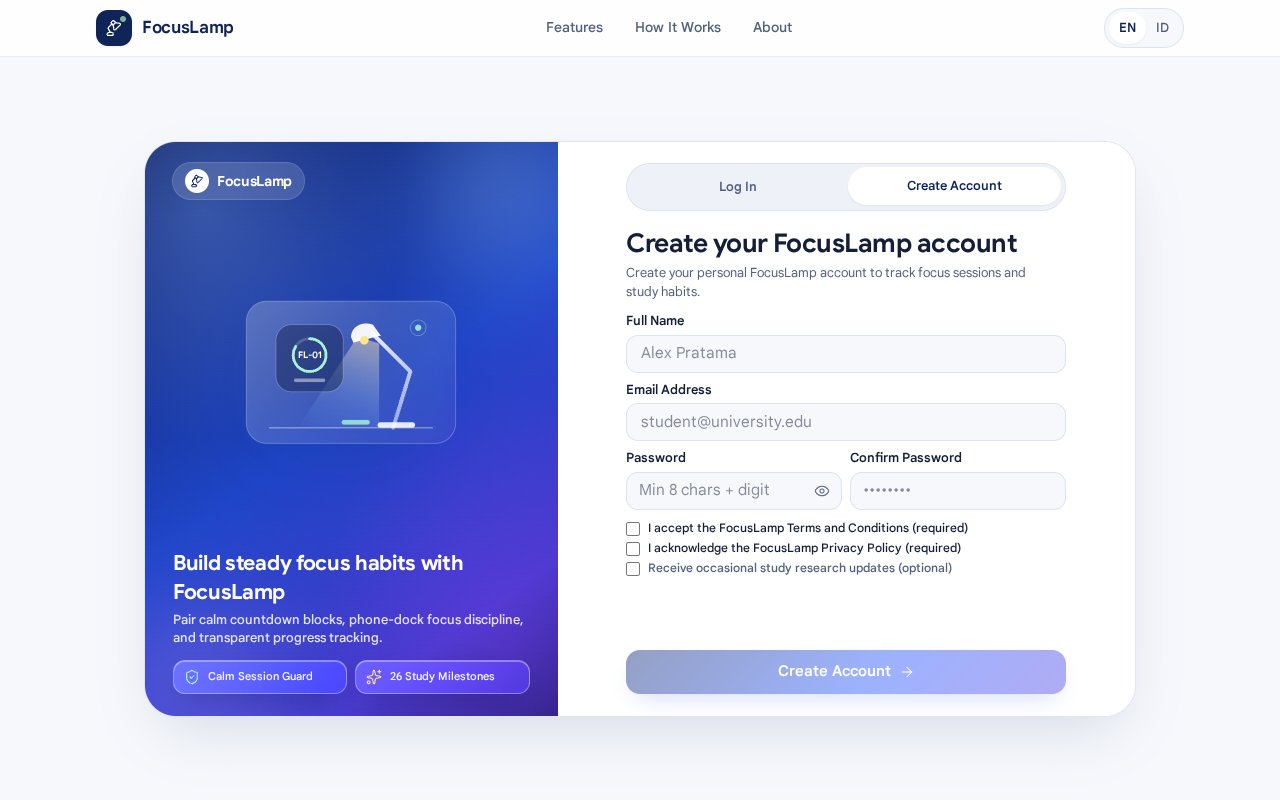 FocusLamp
Features
How It Works
About
EN
ID
FocusLamp
FL-01
Build steady focus habits with
FocusLamp
Pair calm countdown blocks, phone-dock focus discipline,
and transparent progress tracking.
Calm Session Guard
26 Study Milestones
Log In
Create Account
Create your FocusLamp account
Create your personal FocusLamp account to track focus sessions and
study habits.
Full Name
Alex Pratama
Email Address
student@university.edu
Password
Confirm Password
Min 8 chars + digit
••••••••
I accept the FocusLamp Terms and Conditions (required)
I acknowledge the FocusLamp Privacy Policy (required)
Receive occasional study research updates (optional)
Create Account →